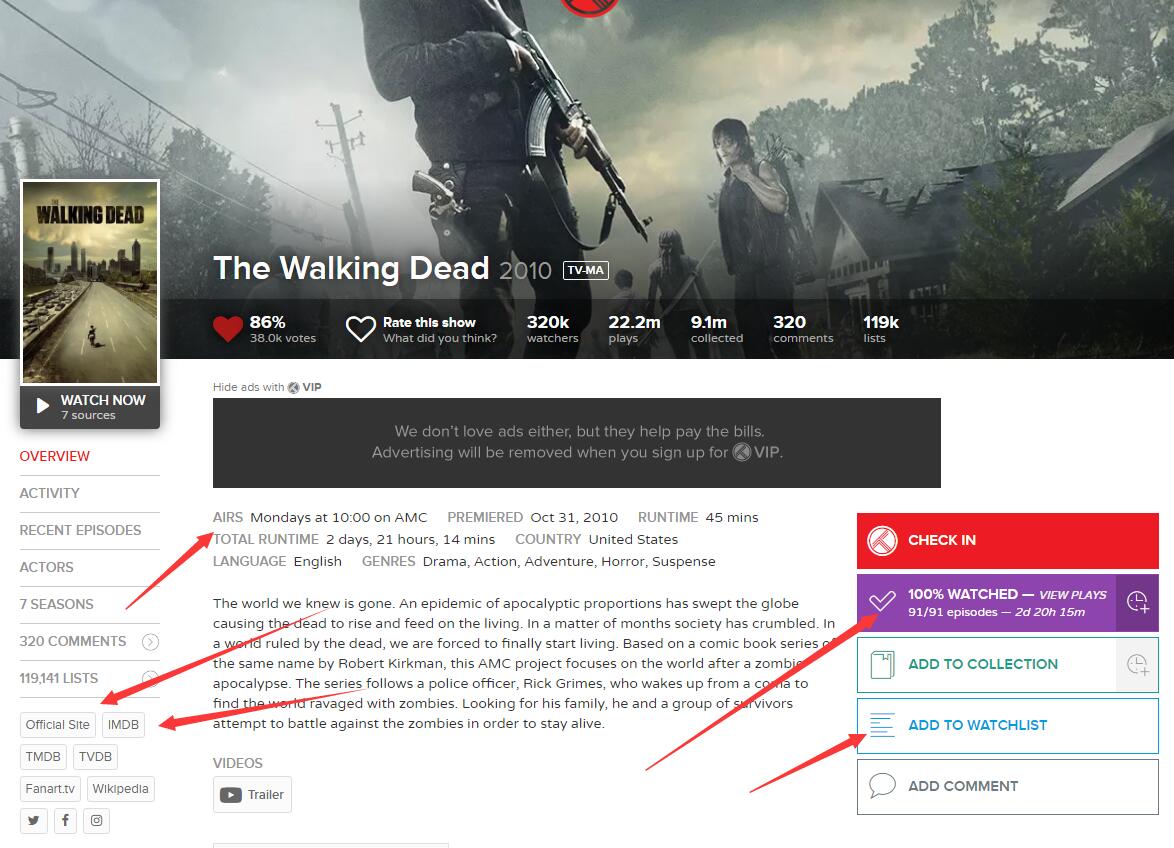 THE
WALKING DEAD
The Walking Dead 2010 TV-MA
86%
38.0k votes
Rate this show
What did you think?
320k
watchers
22.2m
plays
9.1m
collected
320
comments
119k
lists
WATCH NOW
7 sources
OVERVIEW
ACTIVITY
RECENT EPISODES
ACTORS
7 SEASONS
320 COMMENTS
119,141 LISTS
Official Site IMDB
TMDB TVDB
Fanart.tv Wikipedia
Hide ads with VIP
We don't love ads either, but they help pay the bills.
Advertising will be removed when you sign up for VIP.
AIRS Mondays at 10:00 on AMC PREMIERED Oct 31, 2010 RUNTIME 45 mins
TOTAL RUNTIME 2 days, 21 hours, 14 mins COUNTRY United States
LANGUAGE English GENRES Drama, Action, Adventure, Horror, Suspense
The world we knew is gone. An epidemic of apocalyptic proportions has swept the globe
causing the dead to rise and feed on the living. In a matter of months society has crumbled. In
a world ruled by the dead, we are forced to finally start living. Based on a comic book series of
the same name by Robert Kirkman, this AMC project focuses on the world after a zombie
apocalypse. The series follows a police officer, Rick Grimes, who wakes up from a coma to
find the world ravaged with zombies. Looking for his family, he and a group of survivors
attempt to battle against the zombies in order to stay alive.
VIDEOS
Trailer
CHECK IN
100% WATCHED — VIEW PLAYS
91/91 episodes — 2d 20h 15m
ADD TO COLLECTION
ADD TO WATCHLIST
ADD COMMENT